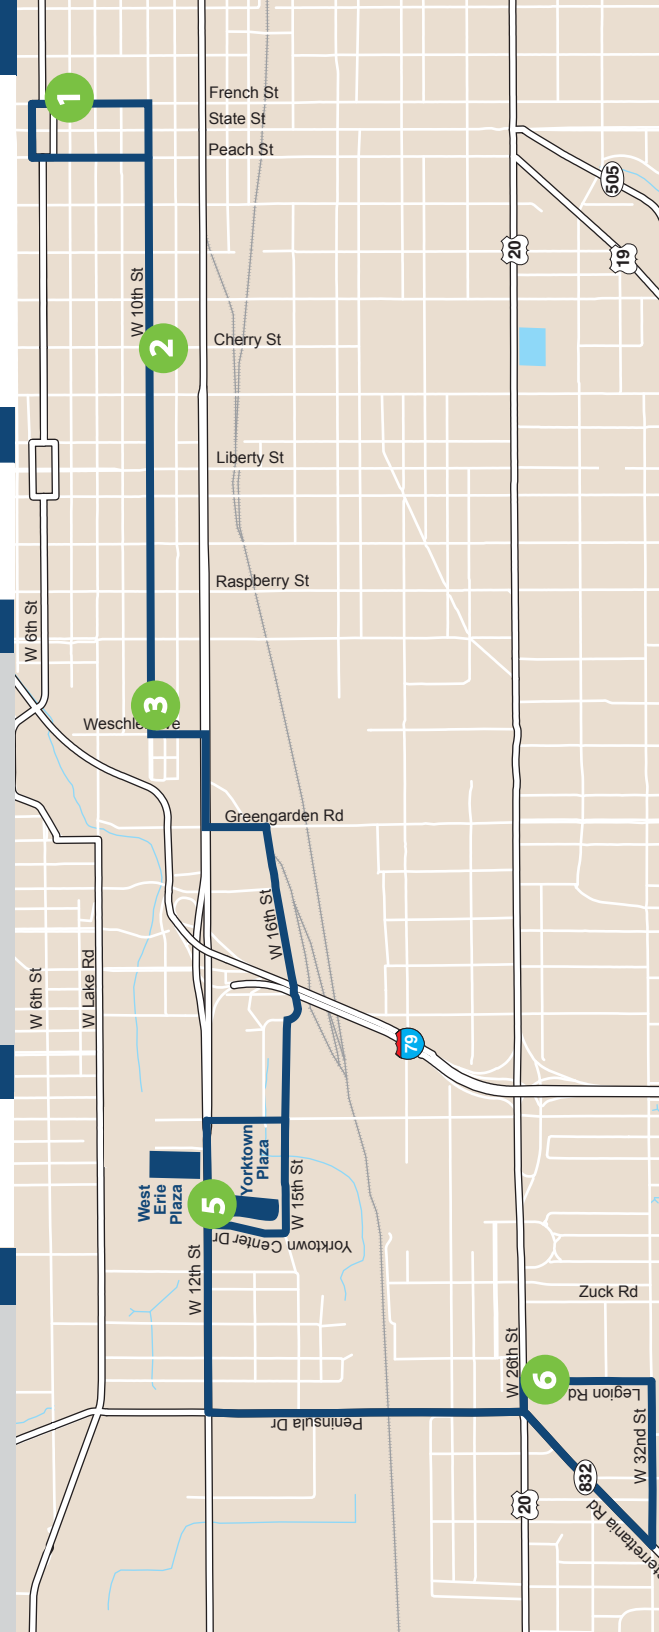 1
French St
State St
Peach St
505
20
19
W 10th St
2
Cherry St
Liberty St
Raspberry St
W 6th St
3
Greengarden Rd
W 16th St
W 6th St
W Lake Rd
79
West
Erie
Plaza
Yorktown
Plaza
5
W 15th St
Yorktown Center Dr
W 12th St
Zuck Rd
W 26th St
6
Legion Rd
Peninsula Dr
W 32nd St
832
20